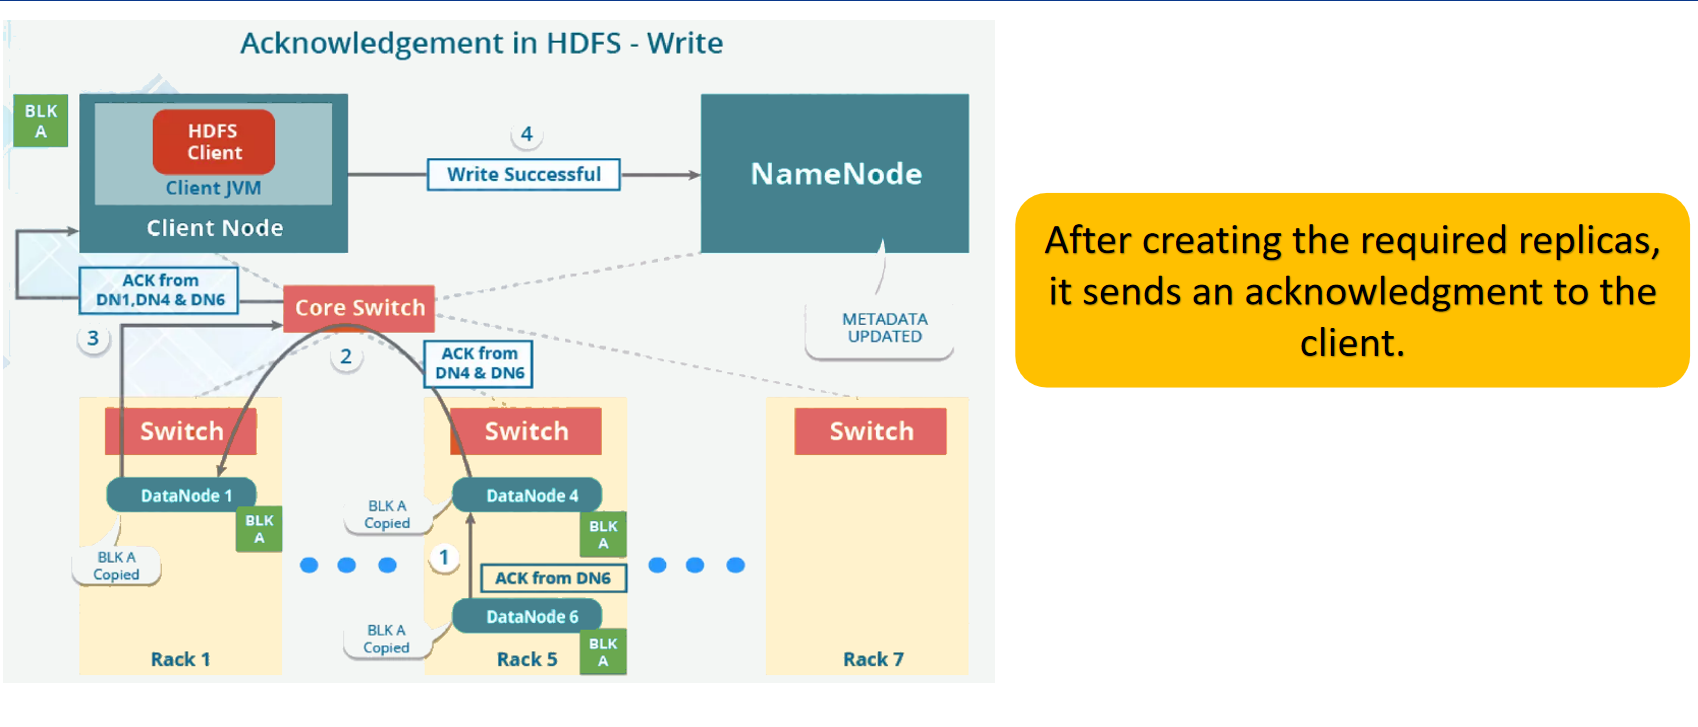 Acknowledgement in HDFS - Write
BLK
A
HDFS
Client
Client JVM
Client Node
4
Write Successful
NameNode
After creating the required replicas,
it sends an acknowledgment to the
client.
ACK from
DN1,DN4 & DN6
Core Switch
METADATA
UPDATED
3
2
ACK from
DN4 & DN6
Switch
Switch
Switch
DataNode 1
BLK
A
BLK A
Copied
DataNode 4
BLK A
Copied
BLK
A
1
ACK from DN6
DataNode 6
BLK A
Copied
BLK
A
Rack 1
Rack 5
Rack 7